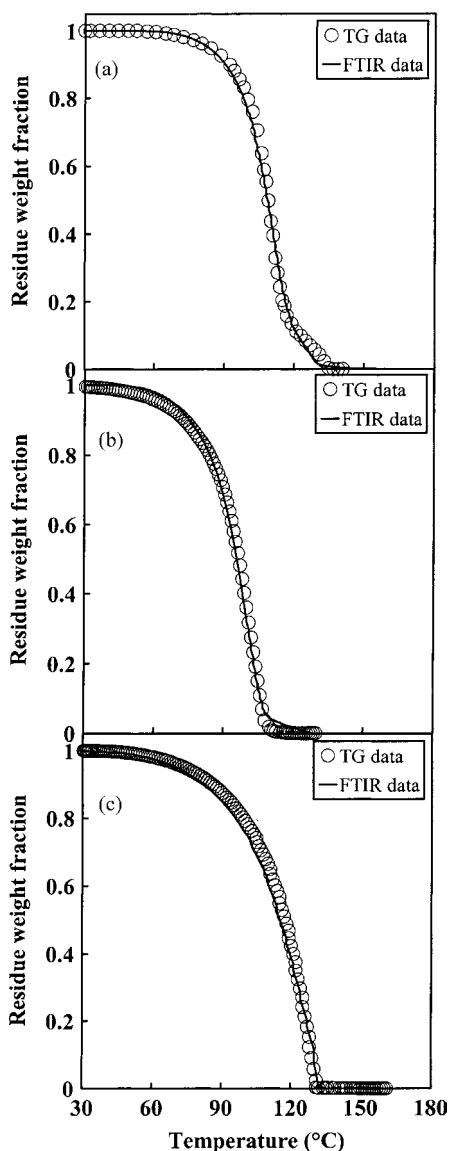 1
(a)
TG data
FTIR data
0.8
0.6
0.4
0.2
0
Residue weight fraction
1
(b)
TG data
FTIR data
0.8
0.6
0.4
0.2
0
Residue weight fraction
1
(c)
TG data
FTIR data
0.8
0.6
0.4
0.2
0
Residue weight fraction
30 60 90 120 150 180
Temperature (°C)